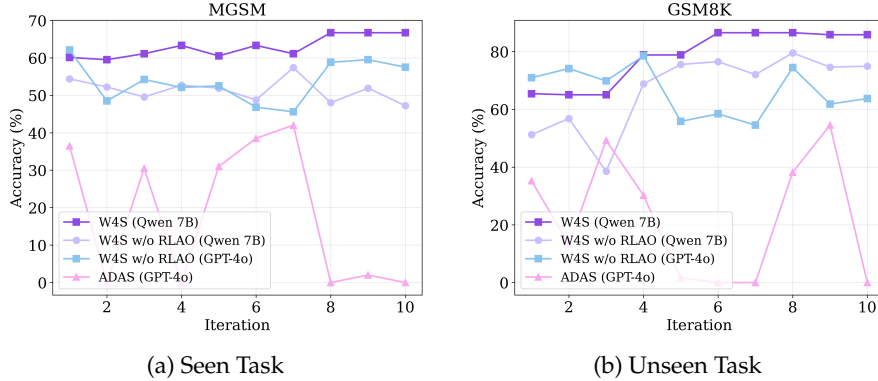 MGSM
70
60
50
40
30
20
10
0
Accuracy (%)
W4S (Qwen 7B)
W4S w/o RLAO (Qwen 7B)
W4S w/o RLAO (GPT-4o)
ADAS (GPT-4o)
2 4 6 8 10
Iteration
(a) Seen Task
GSM8K
80
60
40
20
0
Accuracy (%)
W4S (Qwen 7B)
W4S w/o RLAO (Qwen 7B)
W4S w/o RLAO (GPT-4o)
ADAS (GPT-4o)
2 4 6 8 10
Iteration
(b) Unseen Task